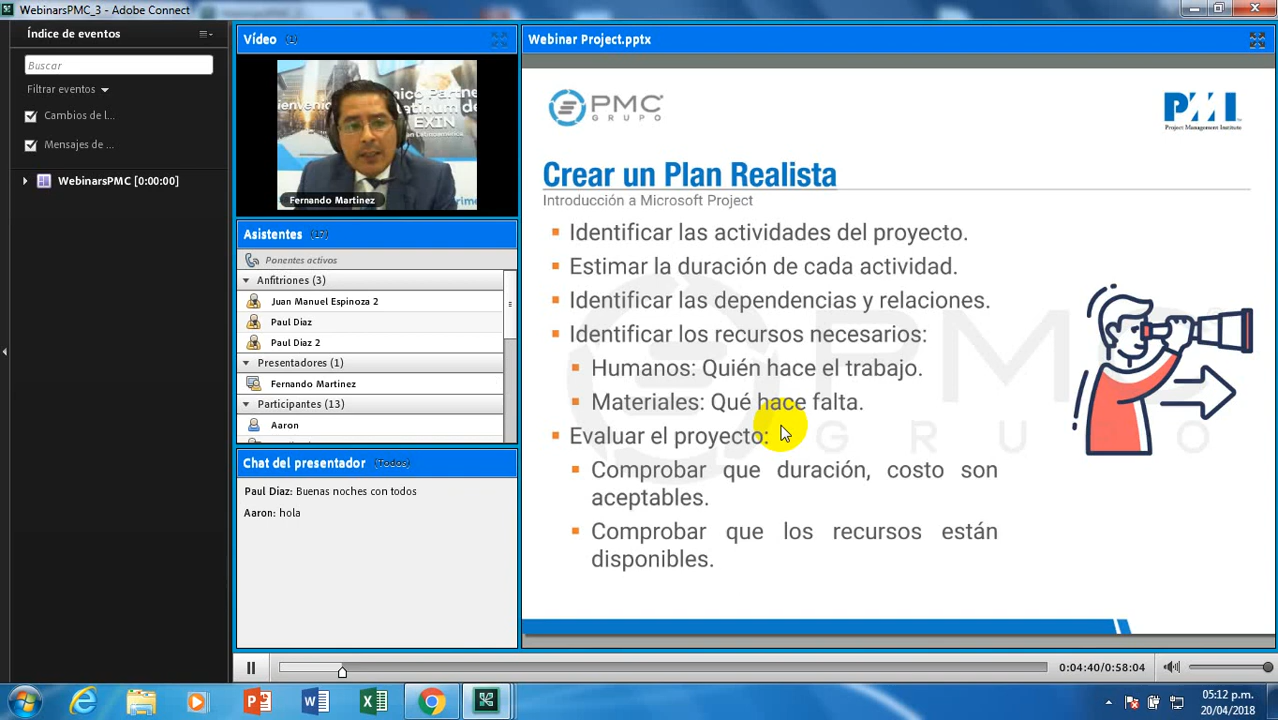 WebinarsPMC_3 - Adobe Connect
Índice de eventos
Buscar
Filtrar eventos
Cambios de l...
Mensajes de ...
WebinarsPMC [0:00:00]
Vídeo (1)
EXIN
Fernando Martinez
Asistentes (17)
Ponentes activos
Anfitriones (3)
Juan Manuel Espinoza 2
Paul Diaz
Paul Diaz 2
Presentadores (1)
Fernando Martinez
Participantes (13)
Aaron
Chat del presentador (Todos)
Paul Diaz: Buenas noches con todos
Aaron: hola
Webinar Project.pptx
PMC
GRUPO
PMI
Project Management Institute
Crear un Plan Realista
Introducción a Microsoft Project
Identificar las actividades del proyecto.
Estimar la duración de cada actividad.
Identificar las dependencias y relaciones.
Identificar los recursos necesarios:
Humanos: Quién hace el trabajo.
Materiales: Qué hace falta.
Evaluar el proyecto:
Comprobar que duración, costo son
aceptables.
Comprobar que los recursos están
disponibles.
0:04:40/0:58:04
05:12 p.m.
20/04/2018